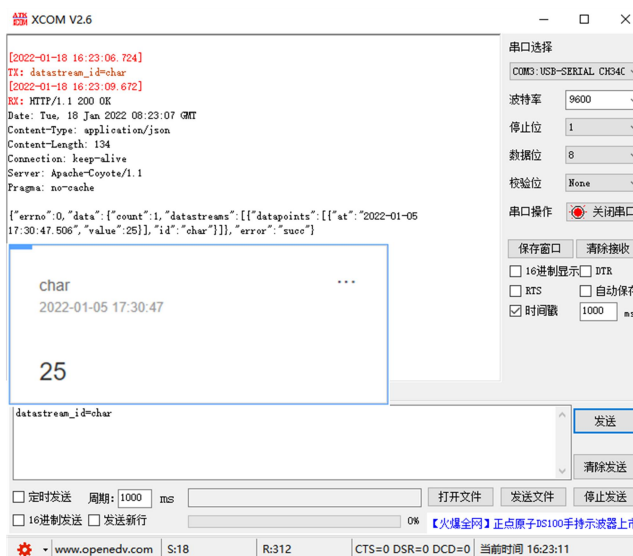 XCOM V2.6
[2022-01-18 16:23:06.724]
TX: datastream_id=char
[2022-01-18 16:23:09.672]
RX: HTTP/1.1 200 OK
Date: Tue, 18 Jan 2022 08:23:07 GMT
Content-Type: application/json
Content-Length: 134
Connection: keep-alive
Server: Apache-Coyote/1.1
Pragma: no-cache
{"errno":0,"data":{"count":1,"datastreams":[{"datapoints":[{"at":"2022-01-05
17:30:47.506","value":25}],"id":"char"}]},"error":"succ"}
char
...
2022-01-05 17:30:47
25
串口选择
COM3:USB-SERIAL CH34C
波特率 9600
停止位 1
数据位 8
校验位 None
串口操作 关闭串口
保存窗口 清除接收
16进制显示 DTR
RTS 自动保存
时间戳 1000 ms
datastream_id=char
发送
清除发送
定时发送 周期: 1000 ms 打开文件 发送文件 停止发送
16进制发送 发送新行 0% 【火爆全网】正点原子DS100手持示波器上市
www.openedv.com S:18 R:312 CTS=0 DSR=0 DCD=0 当前时间 16:23:11